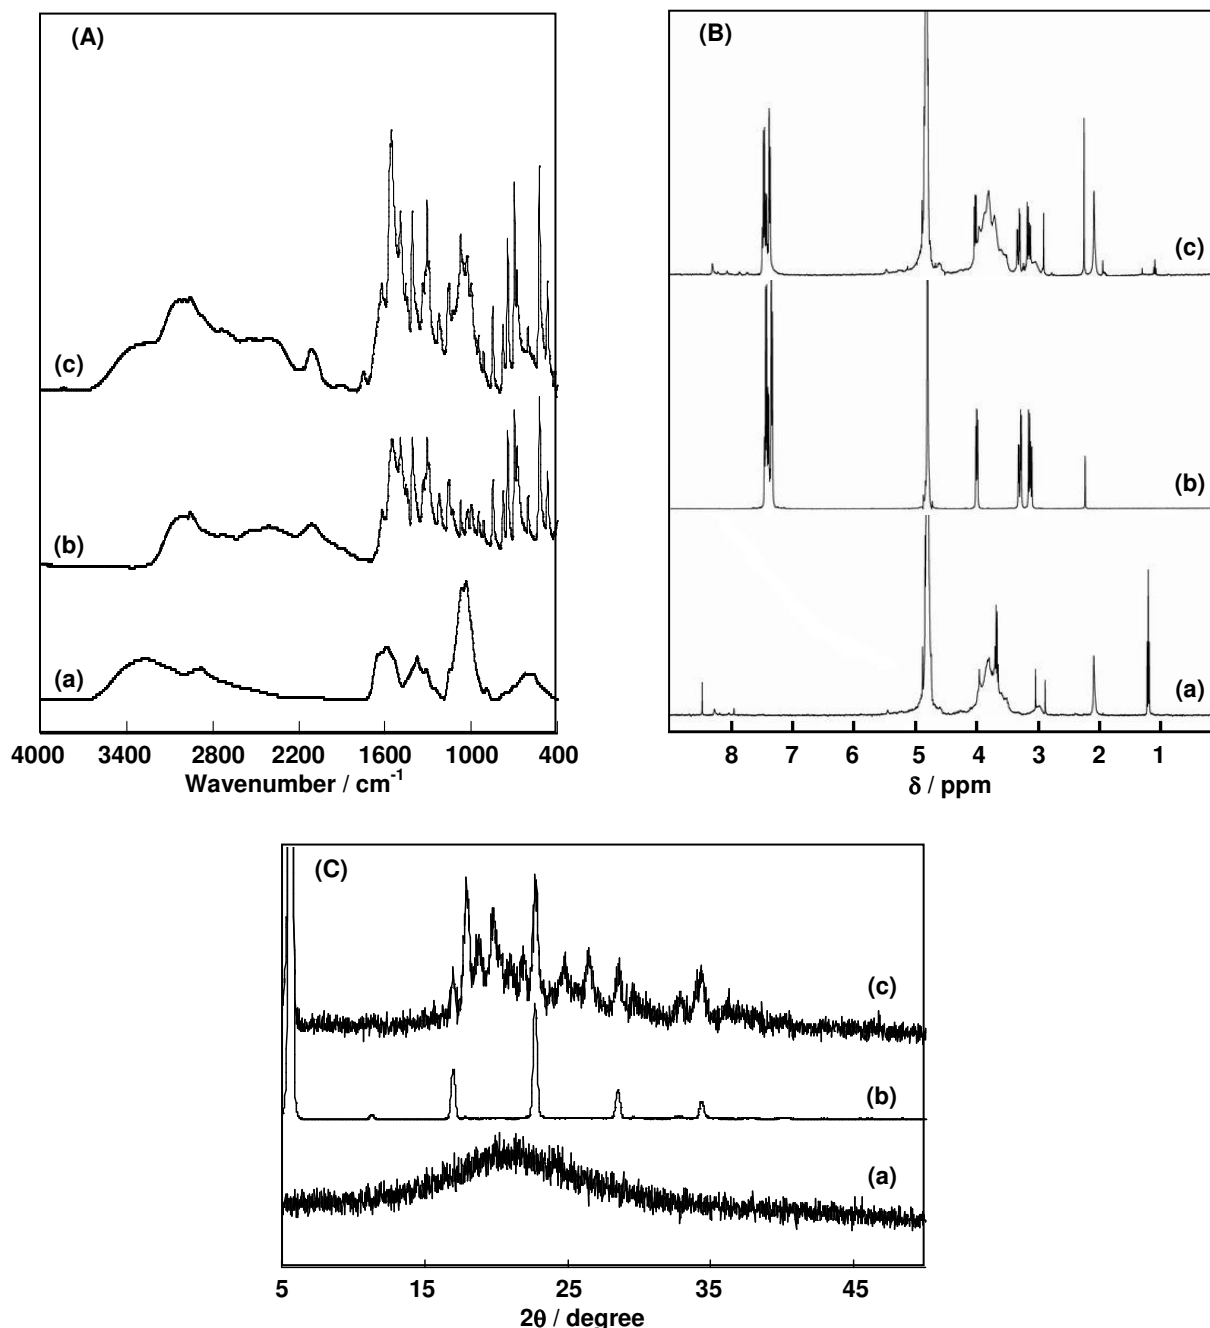 (A)
(c)
(b)
(a)
4000 3400 2800 2200 1600 1000 400
Wavenumber / cm-1
(B)
(c)
(b)
(a)
8 7 6 5 4 3 2 1
δ / ppm
(C)
(c)
(b)
(a)
5 15 25 35 45
2θ / degree